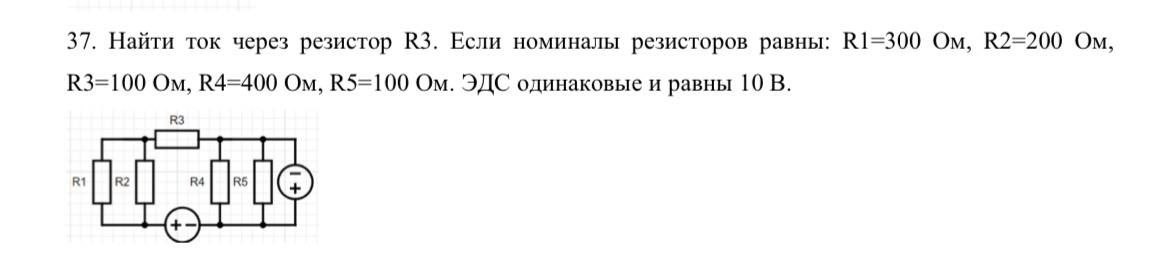 37. Найти ток через резистор R3. Если номиналы резисторов равны: R1=300 Ом, R2=200 Ом,
R3=100 Ом, R4=400 Ом, R5=100 Ом. ЭДС одинаковые и равны 10 В.
R3
R1 R2 R4 R5 − +
+ −